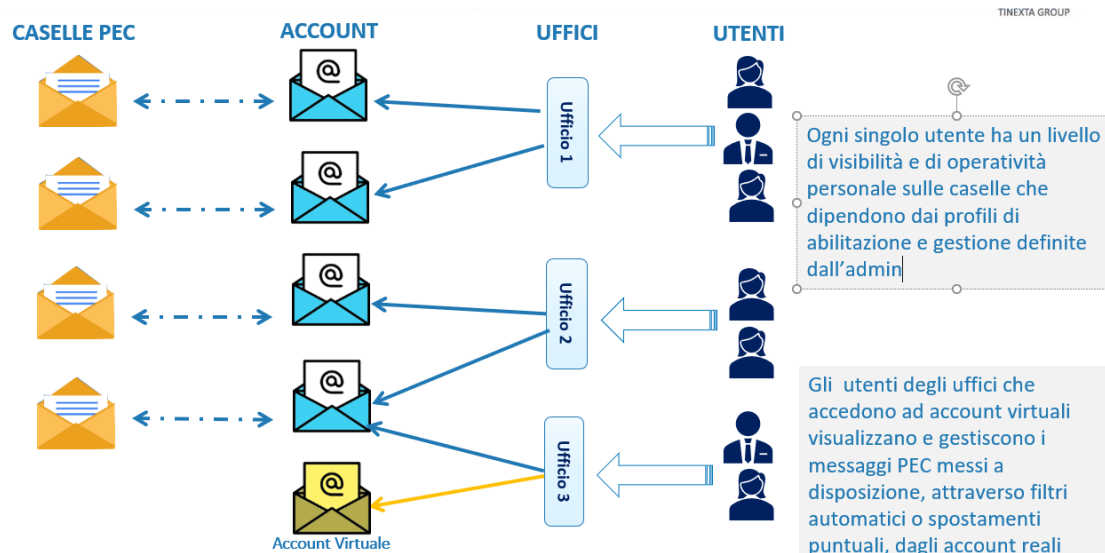 TINEXTA GROUP
CASELLE PEC
ACCOUNT
UFFICI
UTENTI
@
@
@
@
@
Ufficio 1
Ufficio 2
Ufficio 3
Account Virtuale
Ogni singolo utente ha un livello
di visibilità e di operatività
personale sulle caselle che
dipendono dai profili di
abilitazione e gestione definite
dall'admin
Gli utenti degli uffici che
accedono ad account virtuali
visualizzano e gestiscono i
messaggi PEC messi a
disposizione, attraverso filtri
automatici o spostamenti
puntuali, dagli account reali